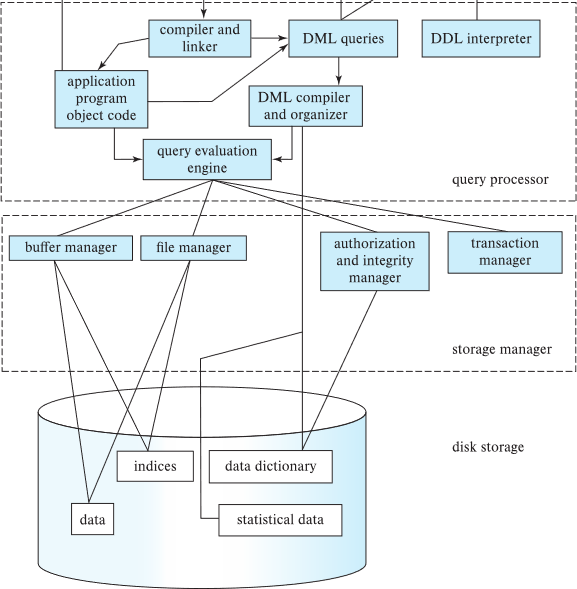 compiler and
linker
DML queries
DDL interpreter
application
program
object code
DML compiler
and organizer
query evaluation
engine
query processor
buffer manager
file manager
authorization
and integrity
manager
transaction
manager
storage manager
disk storage
indices
data dictionary
data
statistical data